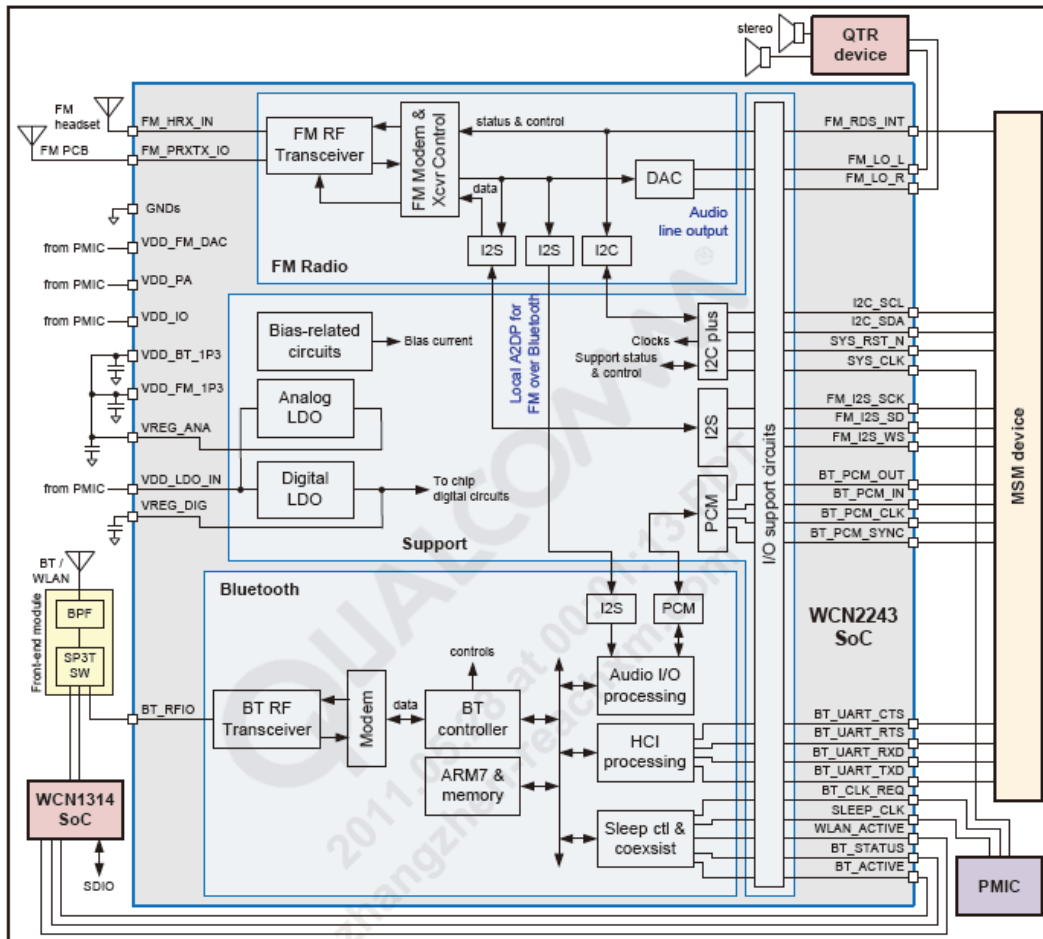 stereo
QTR
device
FM
headset
FM PCB
FM_HRX_IN
FM_PRXTX_IO
GNDs
from PMIC
VDD_FM_DAC
from PMIC
VDD_PA
from PMIC
VDD_IO
VDD_BT_1P3
VDD_FM_1P3
VREG_ANA
from PMIC
VDD_LDO_IN
VREG_DIG
FM RF
Transceiver
FM Modem &
Xcvr Control
status & control
data
DAC
Audio
line output
I2S
I2S
I2C
FM Radio
Bias-related
circuits
Bias current
Analog
LDO
Digital
LDO
To chip
digital circuits
Local A2DP for
FM over Bluetooth
Clocks
Support status
& control
I2C plus
I2S
PCM
Support
I/O support circuits
FM_RDS_INT
FM_LO_L
FM_LO_R
I2C_SCL
I2C_SDA
SYS_RST_N
SYS_CLK
FM_I2S_SCK
FM_I2S_SD
FM_I2S_WS
BT_PCM_OUT
BT_PCM_IN
BT_PCM_CLK
BT_PCM_SYNC
MSM device
WCN2243
SoC
BT /
WLAN
Front-end module
BPF
SP3T
SW
BT_RFIO
Bluetooth
I2S
PCM
controls
Audio I/O
processing
BT RF
Transceiver
Modem
data
BT
controller
HCI
processing
ARM7 &
memory
Sleep ctl &
coexsist
BT_UART_CTS
BT_UART_RTS
BT_UART_RXD
BT_UART_TXD
BT_CLK_REQ
SLEEP_CLK
WLAN_ACTIVE
BT_STATUS
BT_ACTIVE
WCN1314
SoC
SDIO
PMIC
QUALCOMM®